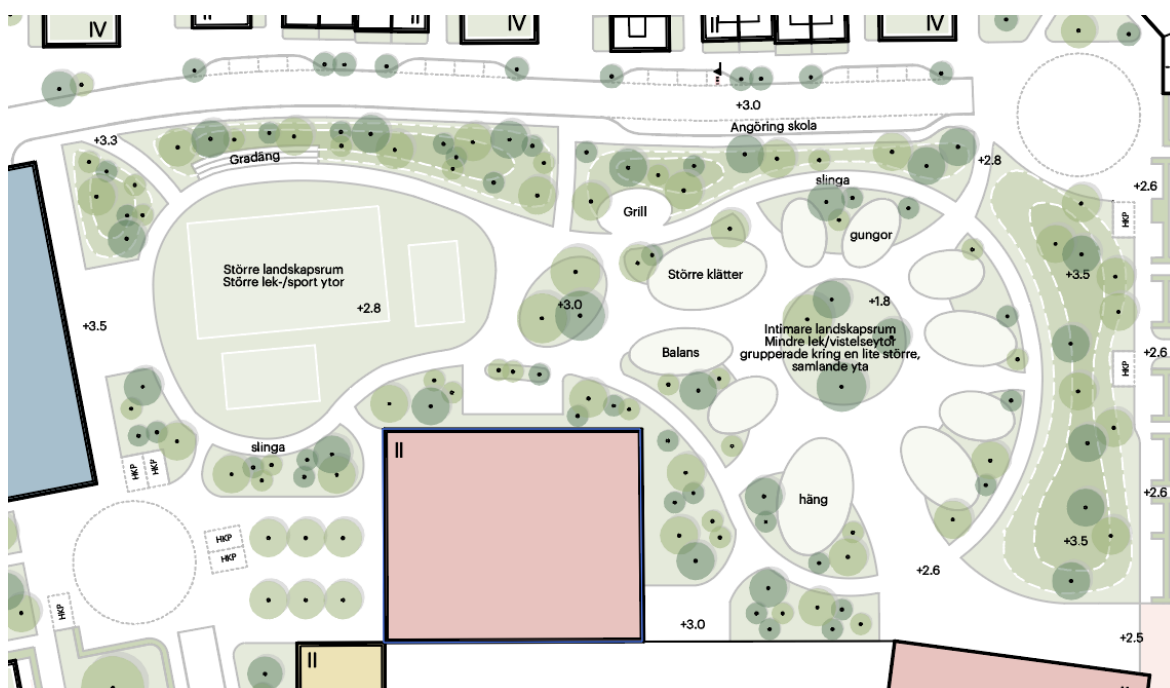 IV
II
II
IV
II
IV
+3.0
Angöring skola
+3.3
Gradäng
slinga
+2.8
+2.6
HKP
Grill
gungor
Större landskapsrum
Större lek-/sport ytor
+2.8
Större klätter
+3.5
+3.0
+1.8
+3.5
Intimare landskapsrum
Mindre lek/vistelseytor
grupperade kring en lite större,
samlande yta
Balans
+2.6
HKP
slinga
II
HKP
HKP
häng
+2.6
HKP
HKP
+3.5
+2.6
HKP
+3.0
+2.5
II